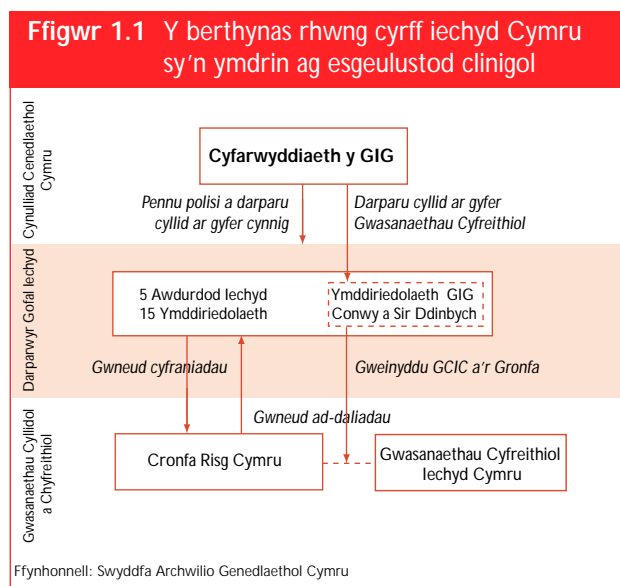 Ffigwr 1.1 Y berthynas rhwng cyrff iechyd Cymru
sy'n ymdrin ag esgeulustod clinigol
Cynulliad Cenedlaethol
Cymru
Cyfarwyddiaeth y GIG
Pennu polisi a darparu
cyllid ar gyfer cynnig
Darparu cyllid ar gyfer
Gwasanaethau Cyfreithiol
Darparwyr Gofal Iechyd
5 Awdurdod Iechyd
15 Ymddiriedolaeth
Ymddiriedolaeth GIG
Conwy a Sir Ddinbych
Gwneud cyfraniadau
Gweinyddu GCIC a'r Gronfa
Gwneud ad-daliadau
Gwasanaethau Cyllidol
a Chyfreithiol
Cronfa Risg Cymru
Gwasanaethau Cyfreithiol
Iechyd Cymru
Ffynhonnell: Swyddfa Archwilio Genedlaethol Cymru